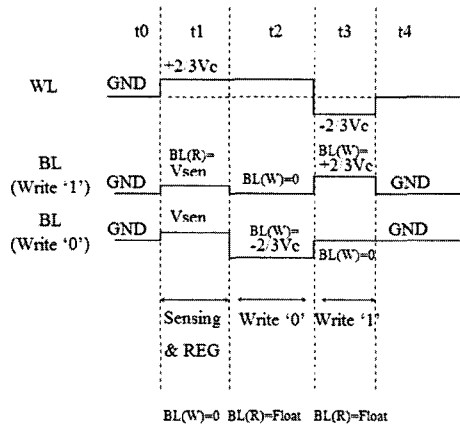 t0 t1 t2 t3 t4
+2/3Vc
WL GND
-2/3Vc
BL (Write '1') GND BL(R)= Vsen BL(W)=0 BL(W)= +2/3Vc GND
BL (Write '0') GND Vsen BL(W)= -2/3Vc BL(W)=0 GND
Sensing & REG Write '0' Write '1'
BL(W)=0 BL(R)=Float BL(R)=Float